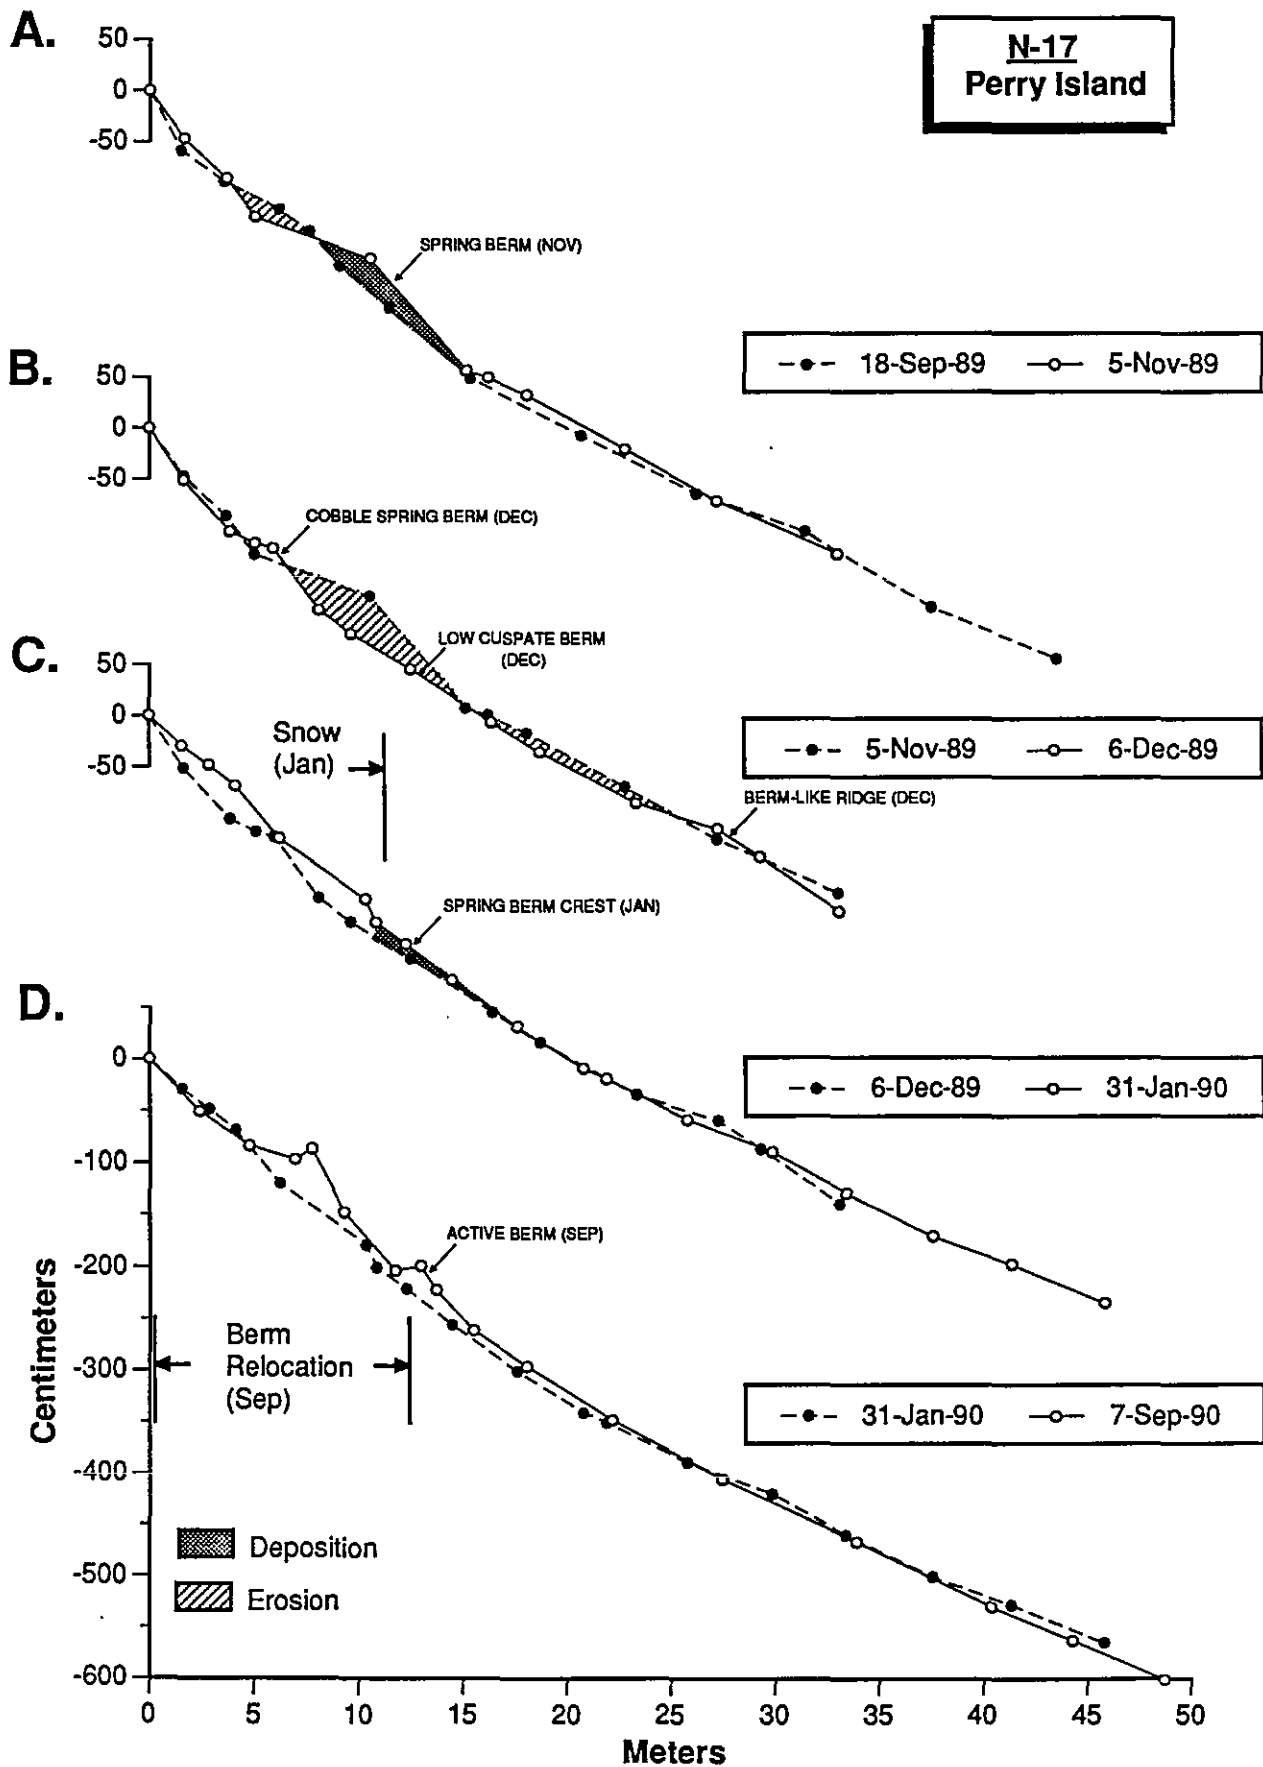 A.
50
0
-50
N-17
Perry Island
SPRING BERM (NOV)
18-Sep-89 5-Nov-89
B.
50
0
-50
COBBLE SPRING BERM (DEC)
LOW CUSPATE BERM
(DEC)
5-Nov-89 6-Dec-89
BERM-LIKE RIDGE (DEC)
C.
50
0
-50
Snow
(Jan)
SPRING BERM CREST (JAN)
6-Dec-89 31-Jan-90
D.
0
-100
-200
-300
-400
-500
-600
Centimeters
ACTIVE BERM (SEP)
Berm
Relocation
(Sep)
31-Jan-90 7-Sep-90
Deposition
Erosion
0 5 10 15 20 25 30 35 40 45 50
Meters